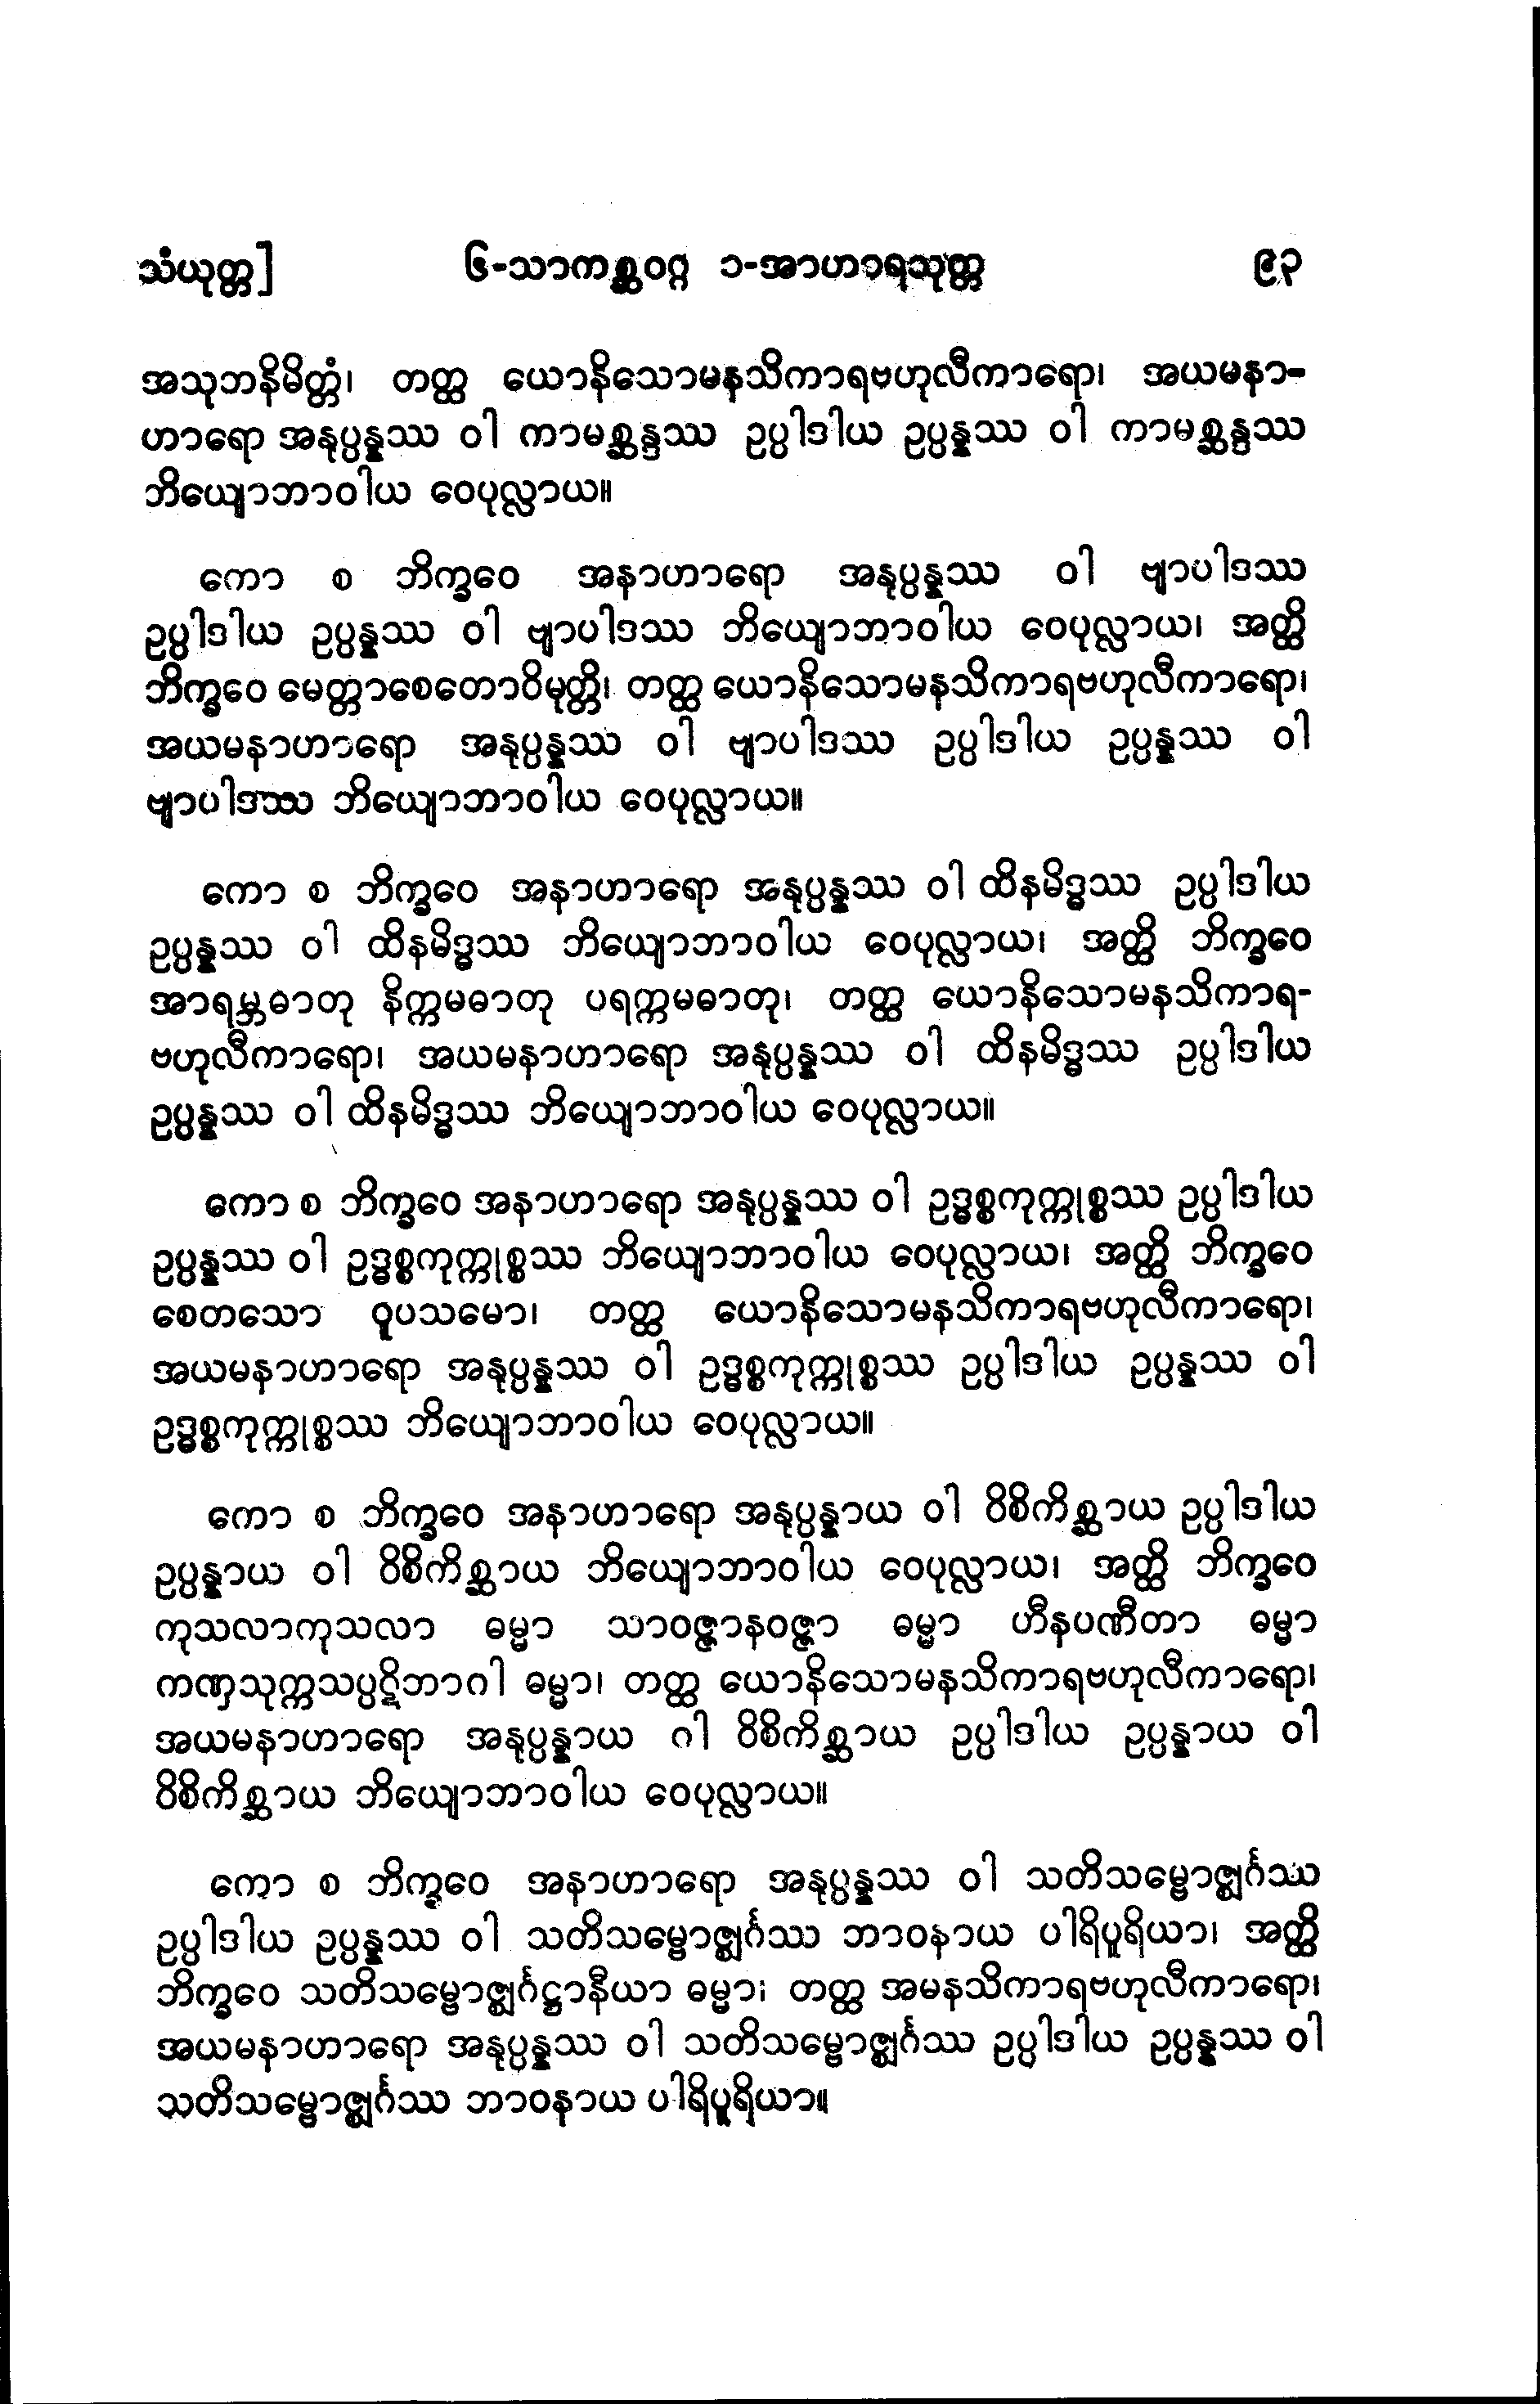 သံယုတ္တ] ၆-သာကစ္ဆဝဂ္ဂ ၁-အာဟာရသုတ္တ ၉၃
အသုဘနိမိတ္တံ၊ တတ္ထ ယောနိသောမနသိကာရဗဟုလီကာရော၊ အယမနာ-
ဟာရော အနုပ္ပန္နဿ ဝါ ကာမစ္ဆန္ဒဿ ဥပ္ပါဒါယ ဥပ္ပန္နဿ ဝါ ကာမစ္ဆန္ဒဿ
ဘိယျောဘာဝါယ ဝေပုလ္လာယ။
ကော စ ဘိက္ခဝေ အနာဟာရော အနုပ္ပန္နဿ ဝါ ဗျာပါဒဿ
ဥပ္ပါဒါယ ဥပ္ပန္နဿ ဝါ ဗျာပါဒဿ ဘိယျောဘာဝါယ ဝေပုလ္လာယ၊ အတ္ထိ
ဘိက္ခဝေ မေတ္တာစေတောဝိမုတ္တိ၊ တတ္ထ ယောနိသောမနသိကာရဗဟုလီကာရော၊
အယမနာဟာရော အနုပ္ပန္နဿ ဝါ ဗျာပါဒဿ ဥပ္ပါဒါယ ဥပ္ပန္နဿ ဝါ
ဗျာပါဒဿ ဘိယျောဘာဝါယ ဝေပုလ္လာယ။
ကော စ ဘိက္ခဝေ အနာဟာရော အနုပ္ပန္နဿ ဝါ ထိနမိဒ္ဓဿ ဥပ္ပါဒါယ
ဥပ္ပန္နဿ ဝါ ထိနမိဒ္ဓဿ ဘိယျောဘာဝါယ ဝေပုလ္လာယ၊ အတ္ထိ ဘိက္ခဝေ
အာရမ္ဘဓာတု နိက္ကမဓာတု ပရက္ကမဓာတု၊ တတ္ထ ယောနိသောမနသိကာရ-
ဗဟုလီကာရော၊ အယမနာဟာရော အနုပ္ပန္နဿ ဝါ ထိနမိဒ္ဓဿ ဥပ္ပါဒါယ
ဥပ္ပန္နဿ ဝါ ထိနမိဒ္ဓဿ ဘိယျောဘာဝါယ ဝေပုလ္လာယ။
ကော စ ဘိက္ခဝေ အနာဟာရော အနုပ္ပန္နဿ ဝါ ဥဒ္ဓစ္စကုက္ကုစ္စဿ ဥပ္ပါဒါယ
ဥပ္ပန္နဿ ဝါ ဥဒ္ဓစ္စကုက္ကုစ္စဿ ဘိယျောဘာဝါယ ဝေပုလ္လာယ၊ အတ္ထိ ဘိက္ခဝေ
စေတသော ဝူပသမော၊ တတ္ထ ယောနိသောမနသိကာရဗဟုလီကာရော၊
အယမနာဟာရော အနုပ္ပန္နဿ ဝါ ဥဒ္ဓစ္စကုက္ကုစ္စဿ ဥပ္ပါဒါယ ဥပ္ပန္နဿ ဝါ
ဥဒ္ဓစ္စကုက္ကုစ္စဿ ဘိယျောဘာဝါယ ဝေပုလ္လာယ။
ကော စ ဘိက္ခဝေ အနာဟာရော အနုပ္ပန္နာယ ဝါ ဝိစိကိစ္ဆာယ ဥပ္ပါဒါယ
ဥပ္ပန္နာယ ဝါ ဝိစိကိစ္ဆာယ ဘိယျောဘာဝါယ ဝေပုလ္လာယ၊ အတ္ထိ ဘိက္ခဝေ
ကုသလာကုသလာ ဓမ္မာ သာဝဇ္ဇာနဝဇ္ဇာ ဓမ္မာ ဟီနပဏီတာ ဓမ္မာ
ကဏှသုက္ကသပ္ပဋိဘာဂါ ဓမ္မာ၊ တတ္ထ ယောနိသောမနသိကာရဗဟုလီကာရော၊
အယမနာဟာရော အနုပ္ပန္နာယ ဂါ ဝိစိကိစ္ဆာယ ဥပ္ပါဒါယ ဥပ္ပန္နာယ ဝါ
ဝိစိကိစ္ဆာယ ဘိယျောဘာဝါယ ဝေပုလ္လာယ။
ကော စ ဘိက္ခဝေ အနာဟာရော အနုပ္ပန္နဿ ဝါ သတိသမ္ဗောဇ္ဈင်္ဂဿ
ဥပ္ပါဒါယ ဥပ္ပန္နဿ ဝါ သတိသမ္ဗောဇ္ဈင်္ဂဿ ဘာဝနာယ ပါရိပူရိယာ၊ အတ္ထိ
ဘိက္ခဝေ သတိသမ္ဗောဇ္ဈင်္ဂဋ္ဌာနီယာ ဓမ္မာ၊ တတ္ထ အမနသိကာရဗဟုလီကာရော၊
အယမနာဟာရော အနုပ္ပန္နဿ ဝါ သတိသမ္ဗောဇ္ဈင်္ဂဿ ဥပ္ပါဒါယ ဥပ္ပန္နဿ ဝါ
သတိသမ္ဗောဇ္ဈင်္ဂဿ ဘာဝနာယ ပါရိပူရိယာ။